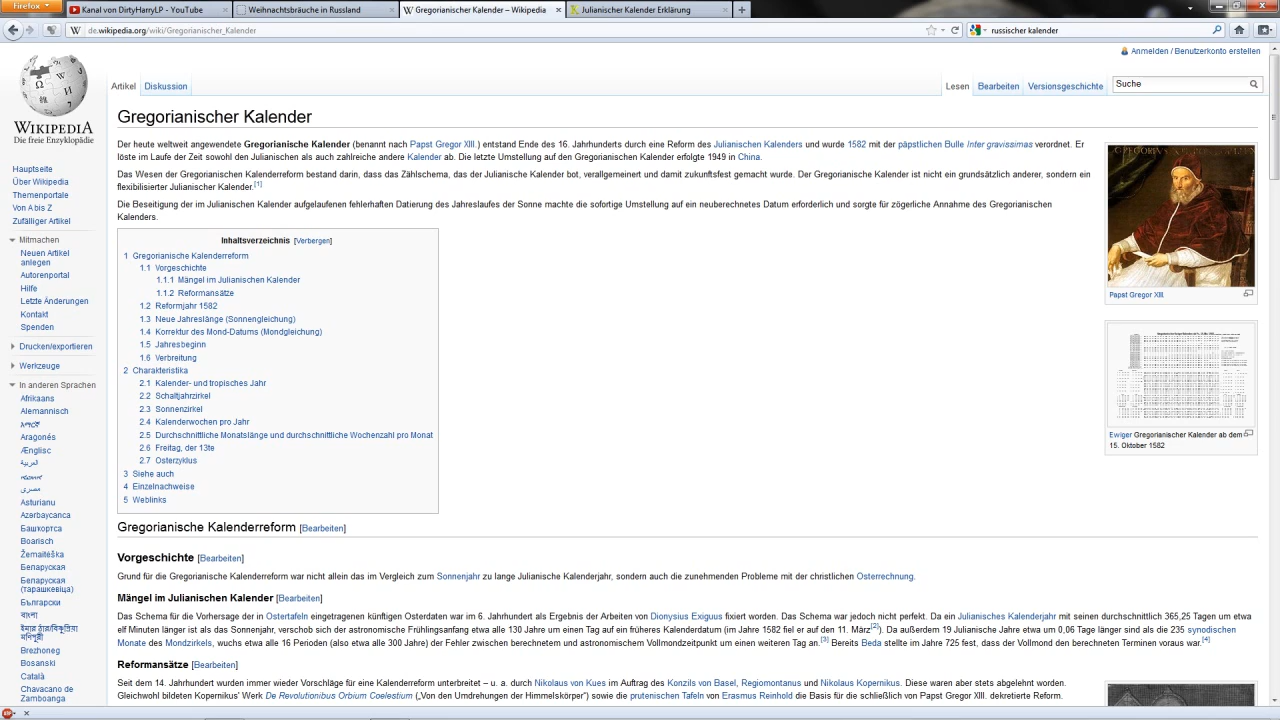 Firefox
Kanal von DirtyHarryLP - YouTube
Weihnachtsbräuche in Russland
Gregorianischer Kalender – Wikipedia
Julianischer Kalender Erklärung
de.wikipedia.org/wiki/Gregorianischer_Kalender
russischer kalender
Anmelden / Benutzerkonto erstellen
Artikel Diskussion
Lesen Bearbeiten Versionsgeschichte
Suche
WIKIPEDIA
Die freie Enzyklopädie
Hauptseite
Über Wikipedia
Themenportale
Von A bis Z
Zufälliger Artikel
Mitmachen
Neuen Artikel
anlegen
Autorenportal
Hilfe
Letzte Änderungen
Kontakt
Spenden
Drucken/exportieren
Werkzeuge
In anderen Sprachen
Afrikaans
Alemannisch
አማርኛ
Aragonés
Ænglisc
العربية
مصرى
Asturianu
Azərbaycanca
Башҡортса
Boarisch
Žemaitėška
Беларуская
Беларуская
(тарашкевіца)
Български
বাংলা
ইমার ঠার/বিষ্ণুপ্রিয়া
মণিপুরী
Brezhoneg
Bosanski
Català
Chavacano de
Zamboanga
Gregorianischer Kalender
Der heute weltweit angewendete Gregorianische Kalender (benannt nach Papst Gregor XIII.) entstand Ende des 16. Jahrhunderts durch eine Reform des Julianischen Kalenders und wurde 1582 mit der päpstlichen Bulle Inter gravissimas verordnet. Er
löste im Laufe der Zeit sowohl den Julianischen als auch zahlreiche andere Kalender ab. Die letzte Umstellung auf den Gregorianischen Kalender erfolgte 1949 in China.
Das Wesen der Gregorianischen Kalenderreform bestand darin, dass das Zählschema, das der Julianische Kalender bot, verallgemeinert und damit zukunftsfest gemacht wurde. Der Gregorianische Kalender ist nicht ein grundsätzlich anderer, sondern ein
flexibilisierter Julianischer Kalender.[1]
Die Beseitigung der im Julianischen Kalender aufgelaufenen fehlerhaften Datierung des Jahreslaufes der Sonne machte die sofortige Umstellung auf ein neuberechnetes Datum erforderlich und sorgte für zögerliche Annahme des Gregorianischen
Kalenders.
Inhaltsverzeichnis [Verbergen]
1 Gregorianische Kalenderreform
1.1 Vorgeschichte
1.1.1 Mängel im Julianischen Kalender
1.1.2 Reformansätze
1.2 Reformjahr 1582
1.3 Neue Jahreslänge (Sonnengleichung)
1.4 Korrektur des Mond-Datums (Mondgleichung)
1.5 Jahresbeginn
1.6 Verbreitung
2 Charakteristika
2.1 Kalender- und tropisches Jahr
2.2 Schaltjahrzirkel
2.3 Sonnenzirkel
2.4 Kalenderwochen pro Jahr
2.5 Durchschnittliche Monatslänge und durchschnittliche Wochenzahl pro Monat
2.6 Freitag, der 13te
2.7 Osterzyklus
3 Siehe auch
4 Einzelnachweise
5 Weblinks
Papst Gregor XIII.
Ewiger Gregorianischer Kalender ab dem
15. Oktober 1582
Gregorianische Kalenderreform [Bearbeiten]
Vorgeschichte [Bearbeiten]
Grund für die Gregorianische Kalenderreform war nicht allein das im Vergleich zum Sonnenjahr zu lange Julianische Kalenderjahr, sondern auch die zunehmenden Probleme mit der christlichen Osterrechnung.
Mängel im Julianischen Kalender [Bearbeiten]
Das Schema für die Vorhersage der in Ostertafeln eingetragenen künftigen Osterdaten war im 6. Jahrhundert als Ergebnis der Arbeiten von Dionysius Exiguus fixiert worden. Das Schema war jedoch nicht perfekt. Da ein Julianisches Kalenderjahr mit seinen durchschnittlich 365,25 Tagen um etwa
elf Minuten länger ist als das Sonnenjahr, verschob sich der astronomische Frühlingsanfang etwa alle 130 Jahre um einen Tag auf ein früheres Kalenderdatum (im Jahre 1582 fiel er auf den 11. März[2]). Da außerdem 19 Julianische Jahre etwa um 0,06 Tage länger sind als die 235 synodischen
Monate des Mondzirkels, wuchs etwa alle 16 Perioden (also etwa alle 300 Jahre) der Fehler zwischen berechnetem und astronomischem Vollmondzeitpunkt um einen weiteren Tag an.[3] Bereits Beda stellte im Jahre 725 fest, dass der Vollmond den berechneten Terminen voraus war.[4]
Reformansätze [Bearbeiten]
Seit dem 14. Jahrhundert wurden immer wieder Vorschläge für eine Kalenderreform unterbreitet – u. a. durch Nikolaus von Kues im Auftrag des Konzils von Basel, Regiomontanus und Nikolaus Kopernikus. Diese waren aber stets abgelehnt worden.
Gleichwohl bildeten Kopernikus' Werk De Revolutionibus Orbium Coelestium („Von den Umdrehungen der Himmelskörper“) sowie die prutenischen Tafeln von Erasmus Reinhold die Basis für die schließlich von Papst Gregor XIII. dekretierte Reform.